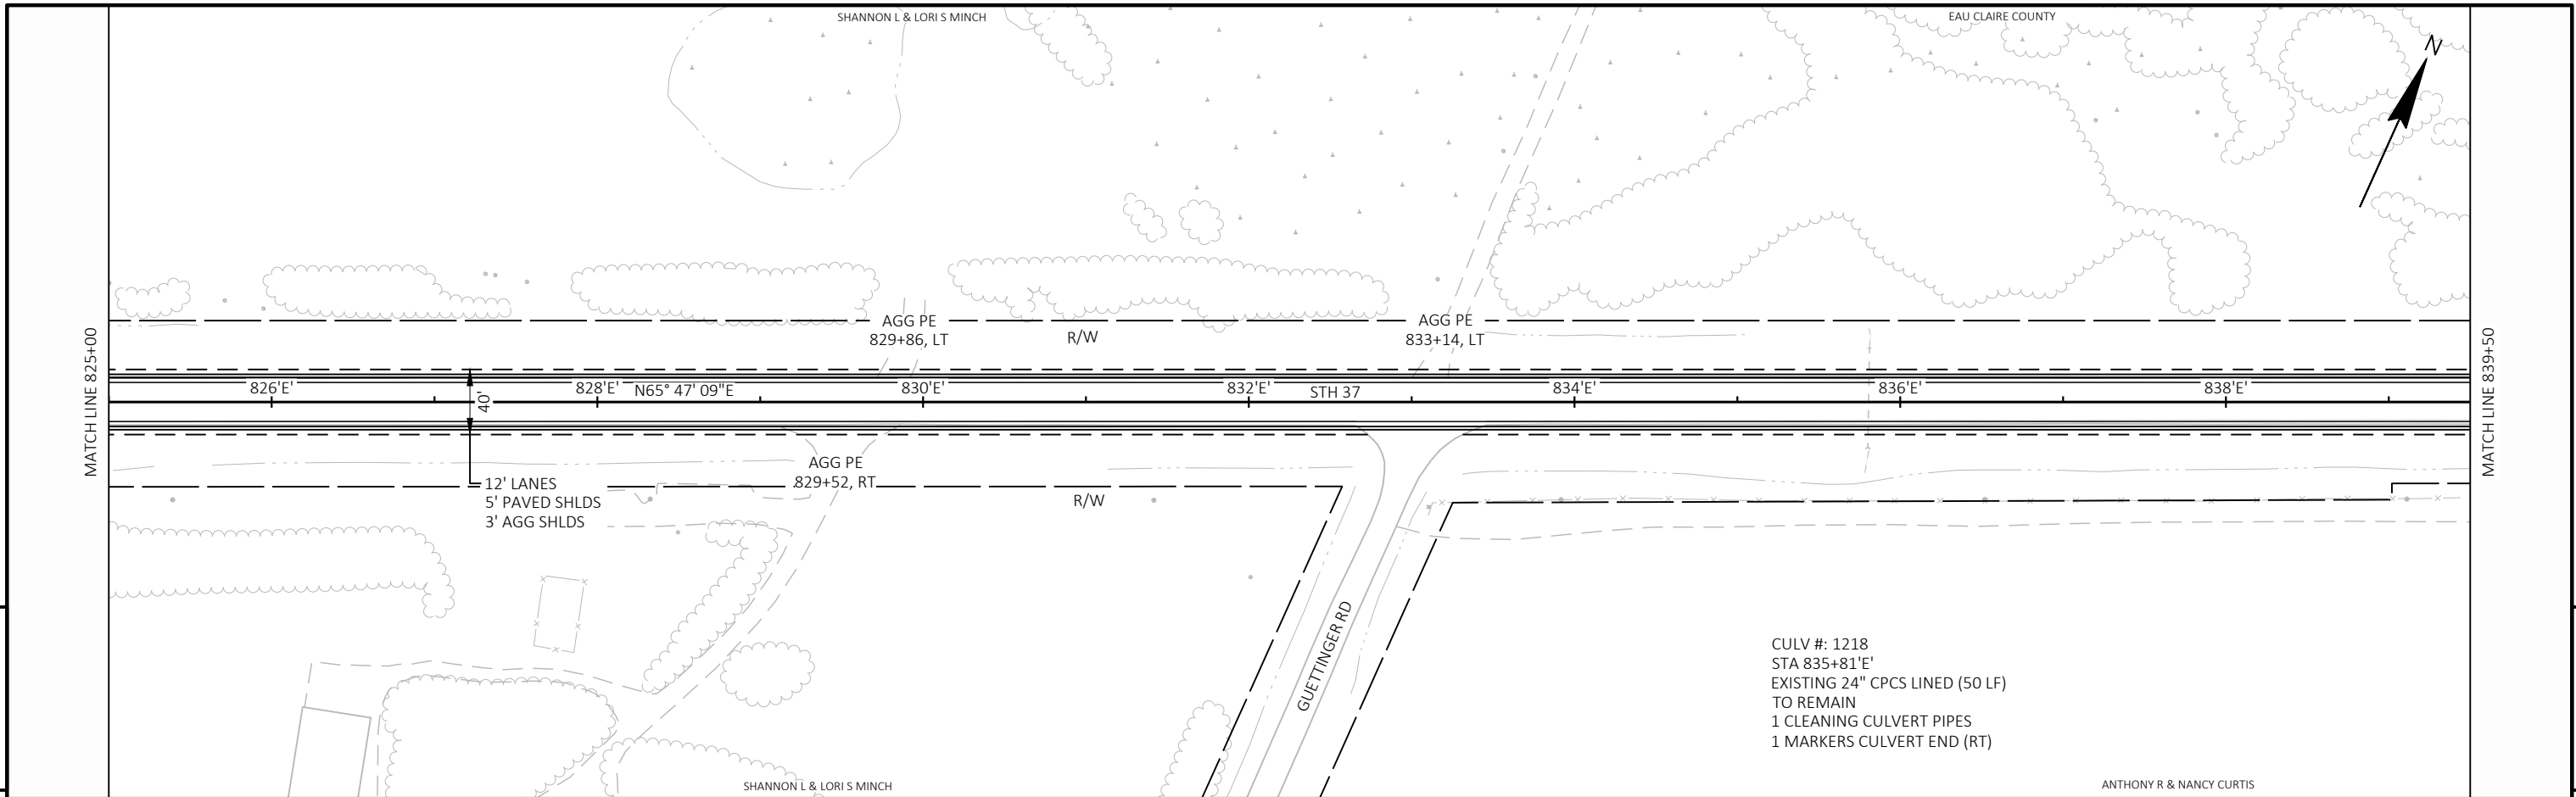 SHANNON L & LORI S MINCH
EAU CLAIRE COUNTY
N
MATCH LINE 825+00
MATCH LINE 839+50
AGG PE
829+86, LT
R/W
AGG PE
833+14, LT
826'E'
828'E'
N65° 47' 09"E
830'E'
832'E'
STH 37
834'E'
836'E'
838'E'
40'
12' LANES
5' PAVED SHLDS
3' AGG SHLDS
AGG PE
829+52, RT
R/W
GUETTINGER RD
CULV #: 1218
STA 835+81'E'
EXISTING 24" CPCS LINED (50 LF)
TO REMAIN
1 CLEANING CULVERT PIPES
1 MARKERS CULVERT END (RT)
SHANNON L & LORI S MINCH
ANTHONY R & NANCY CURTIS